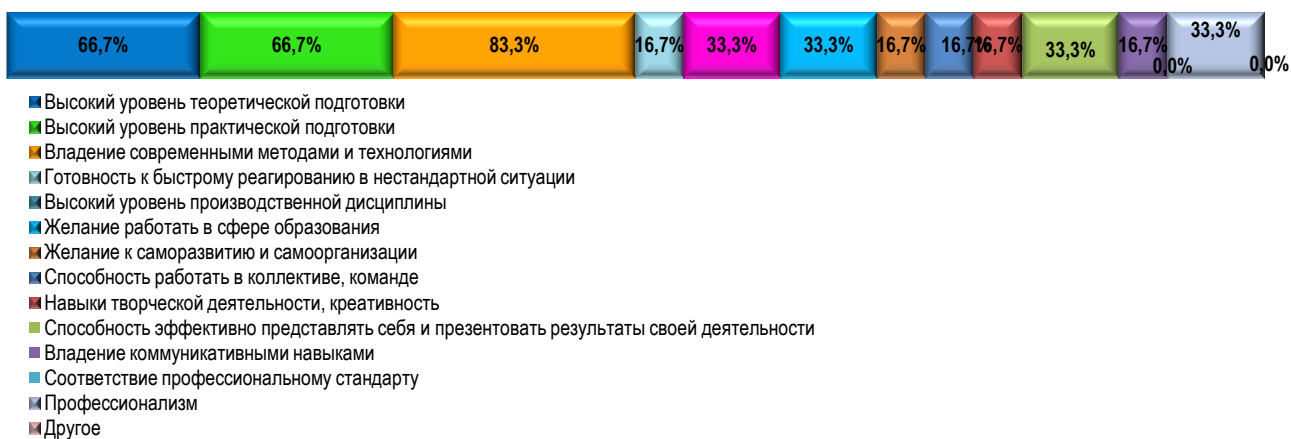 66,7% 66,7% 83,3% 16,7% 33,3% 33,3% 16,7% 16,7% 16,7% 33,3% 16,7% 0,0% 33,3% 0,0%
Высокий уровень теоретической подготовки
Высокий уровень практической подготовки
Владение современными методами и технологиями
Готовность к быстрому реагированию в нестандартной ситуации
Высокий уровень производственной дисциплины
Желание работать в сфере образования
Желание к саморазвитию и самоорганизации
Способность работать в коллективе, команде
Навыки творческой деятельности, креативность
Способность эффективно представлять себя и презентовать результаты своей деятельности
Владение коммуникативными навыками
Соответствие профессиональному стандарту
Профессионализм
Другое